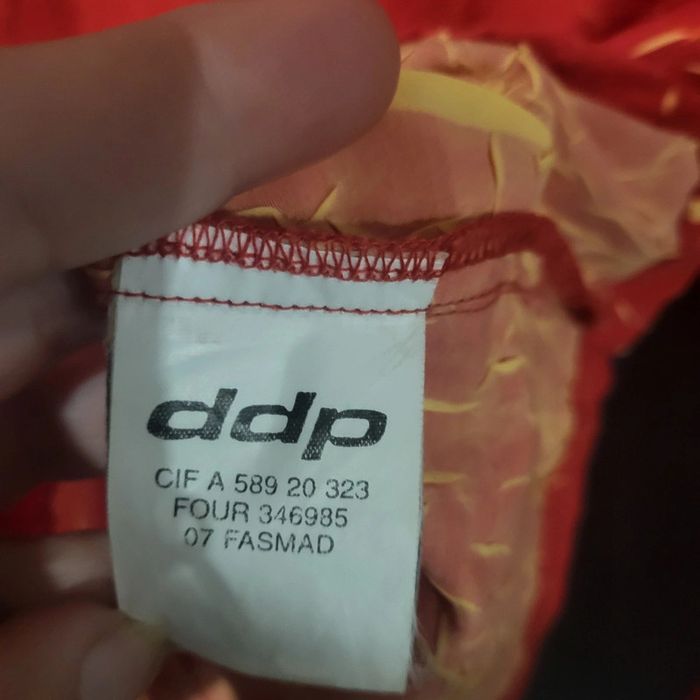 ddp
CIF A 589 20 323
FOUR 346985
07 FASMAD